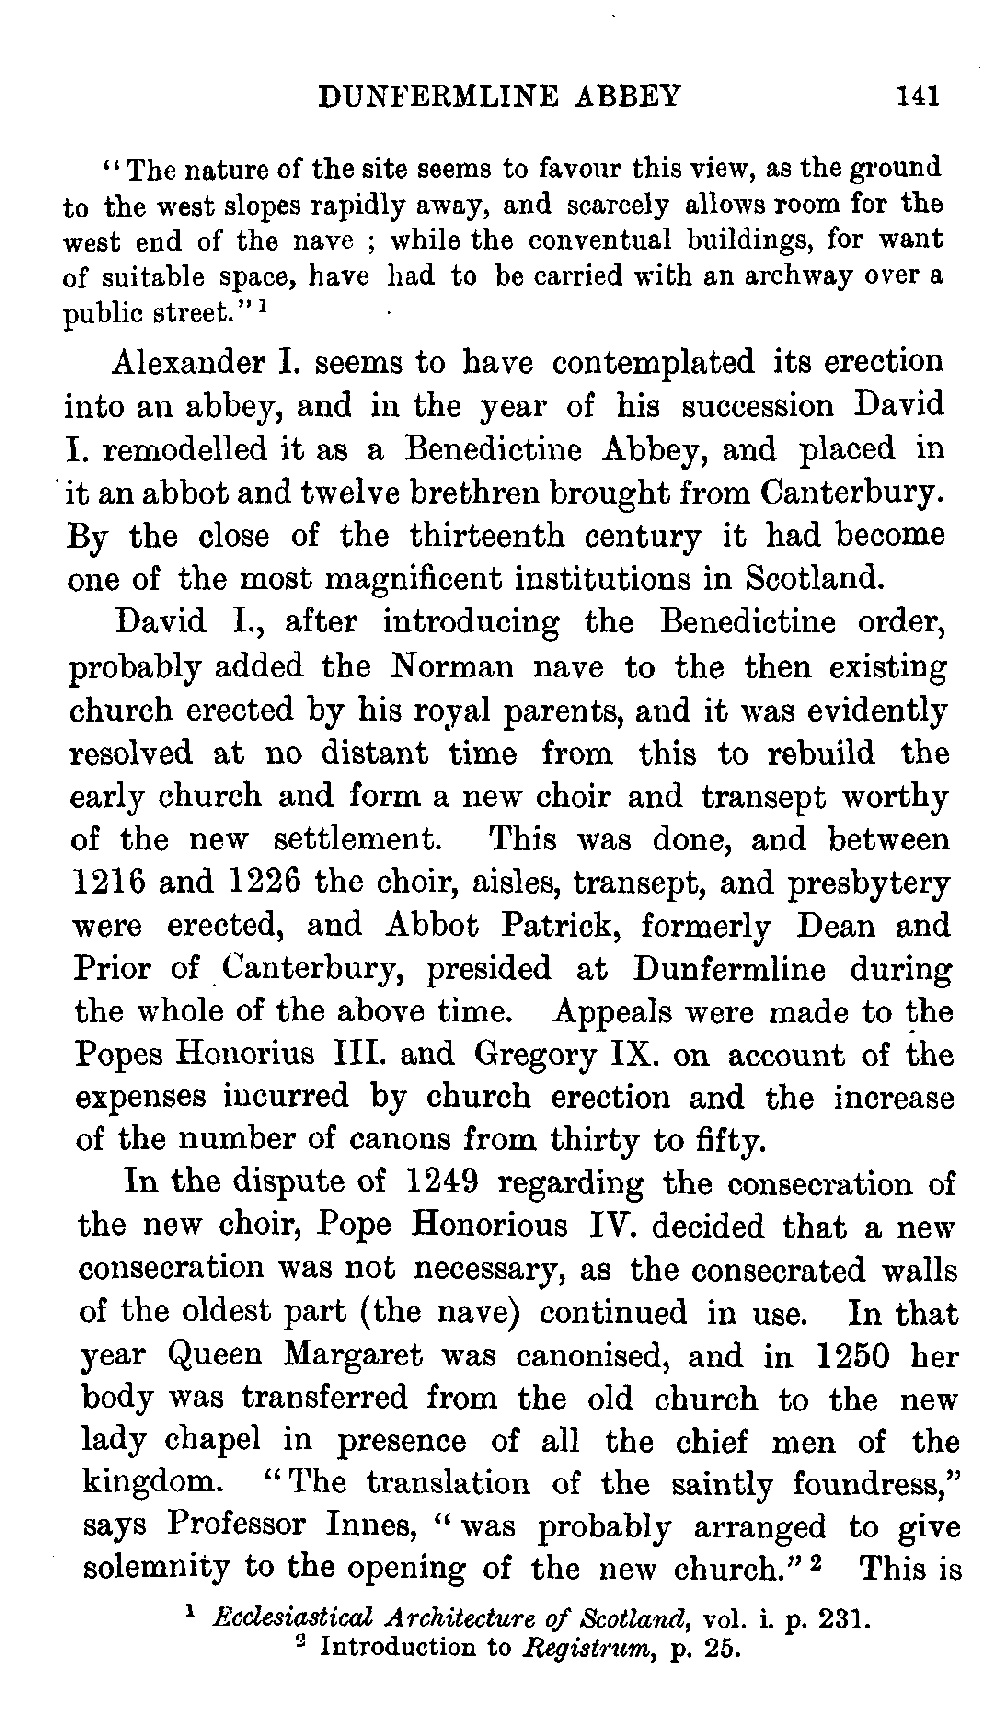 DUNFERMLINE ABBEY 141
"The nature of the site seems to favour this view, as the ground
to the west slopes rapidly away, and scarcely allows room for the
west end of the nave ; while the conventual buildings, for want
of suitable space, have had to be carried with an archway over a
public street." ¹
Alexander I. seems to have contemplated its erection
into an abbey, and in the year of his succession David
I. remodelled it as a Benedictine Abbey, and placed in
it an abbot and twelve brethren brought from Canterbury.
By the close of the thirteenth century it had become
one of the most magnificent institutions in Scotland.
David I., after introducing the Benedictine order,
probably added the Norman nave to the then existing
church erected by his royal parents, and it was evidently
resolved at no distant time from this to rebuild the
early church and form a new choir and transept worthy
of the new settlement. This was done, and between
1216 and 1226 the choir, aisles, transept, and presbytery
were erected, and Abbot Patrick, formerly Dean and
Prior of Canterbury, presided at Dunfermline during
the whole of the above time. Appeals were made to the
Popes Honorius III. and Gregory IX. on account of the
expenses incurred by church erection and the increase
of the number of canons from thirty to fifty.
In the dispute of 1249 regarding the consecration of
the new choir, Pope Honorious IV. decided that a new
consecration was not necessary, as the consecrated walls
of the oldest part (the nave) continued in use. In that
year Queen Margaret was canonised, and in 1250 her
body was transferred from the old church to the new
lady chapel in presence of all the chief men of the
kingdom. "The translation of the saintly foundress,"
says Professor Innes, "was probably arranged to give
solemnity to the opening of the new church." ² This is
¹ Ecclesiastical Architecture of Scotland, vol. i. p. 231.
² Introduction to Registrum, p. 25.